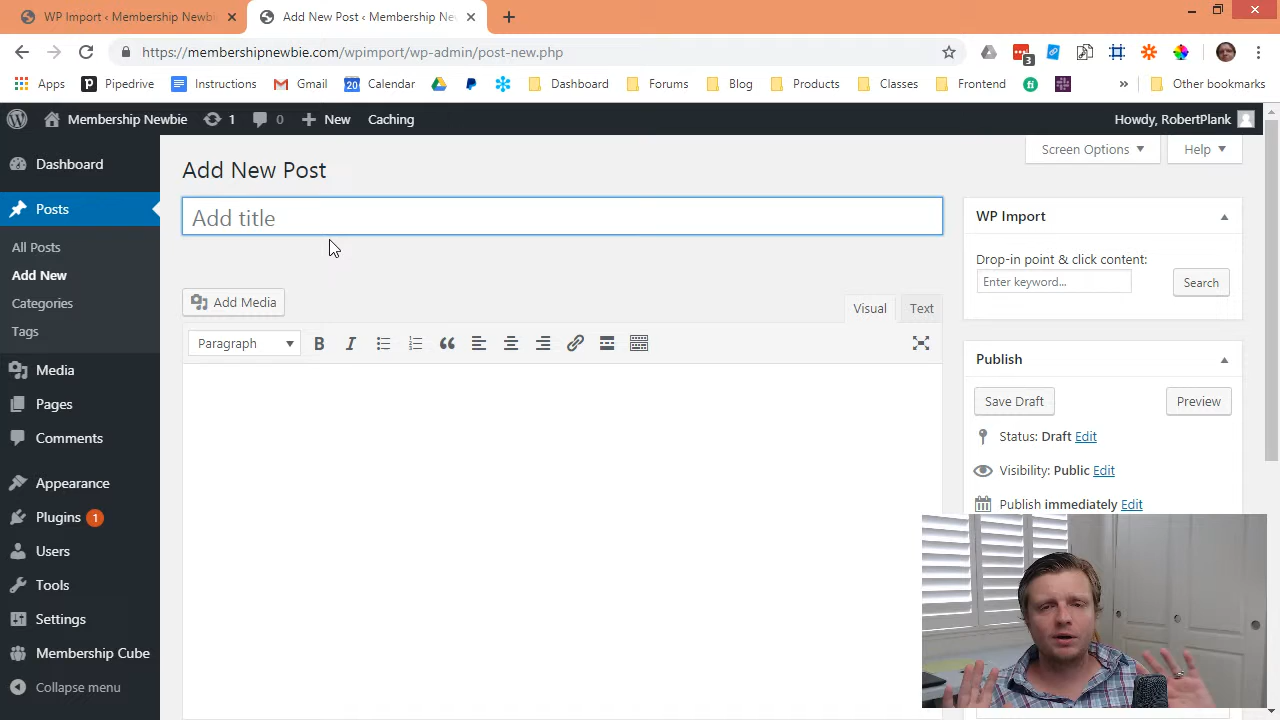 WP Import ‹ Membership Newbi
Add New Post ‹ Membership Ne
https://membershipnewbie.com/wpimport/wp-admin/post-new.php
3
Apps
Pipedrive
Instructions
Gmail
20
Calendar
Dashboard
Forums
Blog
Products
Classes
Frontend
»
Other bookmarks
Membership Newbie
1
0
New
Caching
Howdy, RobertPlank
Dashboard
Posts
All Posts
Add New
Categories
Tags
Media
Pages
Comments
Appearance
Plugins 1
Users
Tools
Settings
Membership Cube
Collapse menu
Screen Options
Help
Add New Post
Add title
Add Media
Visual
Text
Paragraph
B
I
WP Import
Drop-in point & click content:
Enter keyword...
Search
Publish
Save Draft
Preview
Status: Draft Edit
Visibility: Public Edit
Publish immediately Edit